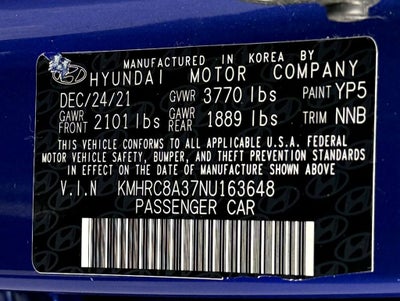 MANUFACTURED IN KOREA BY
HYUNDAI MOTOR COMPANY
DEC/24/21 GVWR 3770 lbs PAINT YP5
GAWR FRONT 2101 lbs GAWR REAR 1889 lbs TRIM NNB
THIS VEHICLE CONFORMS TO ALL APPLICABLE U.S.A. FEDERAL
MOTOR VEHICLE SAFETY, BUMPER, AND THEFT PREVENTION STANDARDS
IN EFFECT ON THE DATE OF MANUFACTURE SHOWN ABOVE.
V.I.N KMHRC8A37NU163648
PASSENGER CAR